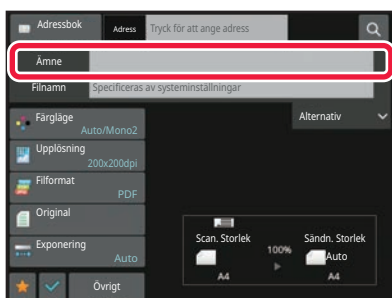 Adressbok Adress Tryck för att ange adress
Ämne
Filnamn Specificeras av systeminställningar
Färgläge
Auto/Mono2
Alternativ
Upplösning
200x200dpi
Filformat
PDF
Original
Exponering
Auto
Övrigt
Scan. Storlek 100% Sändn. Storlek
Auto
A4 A4